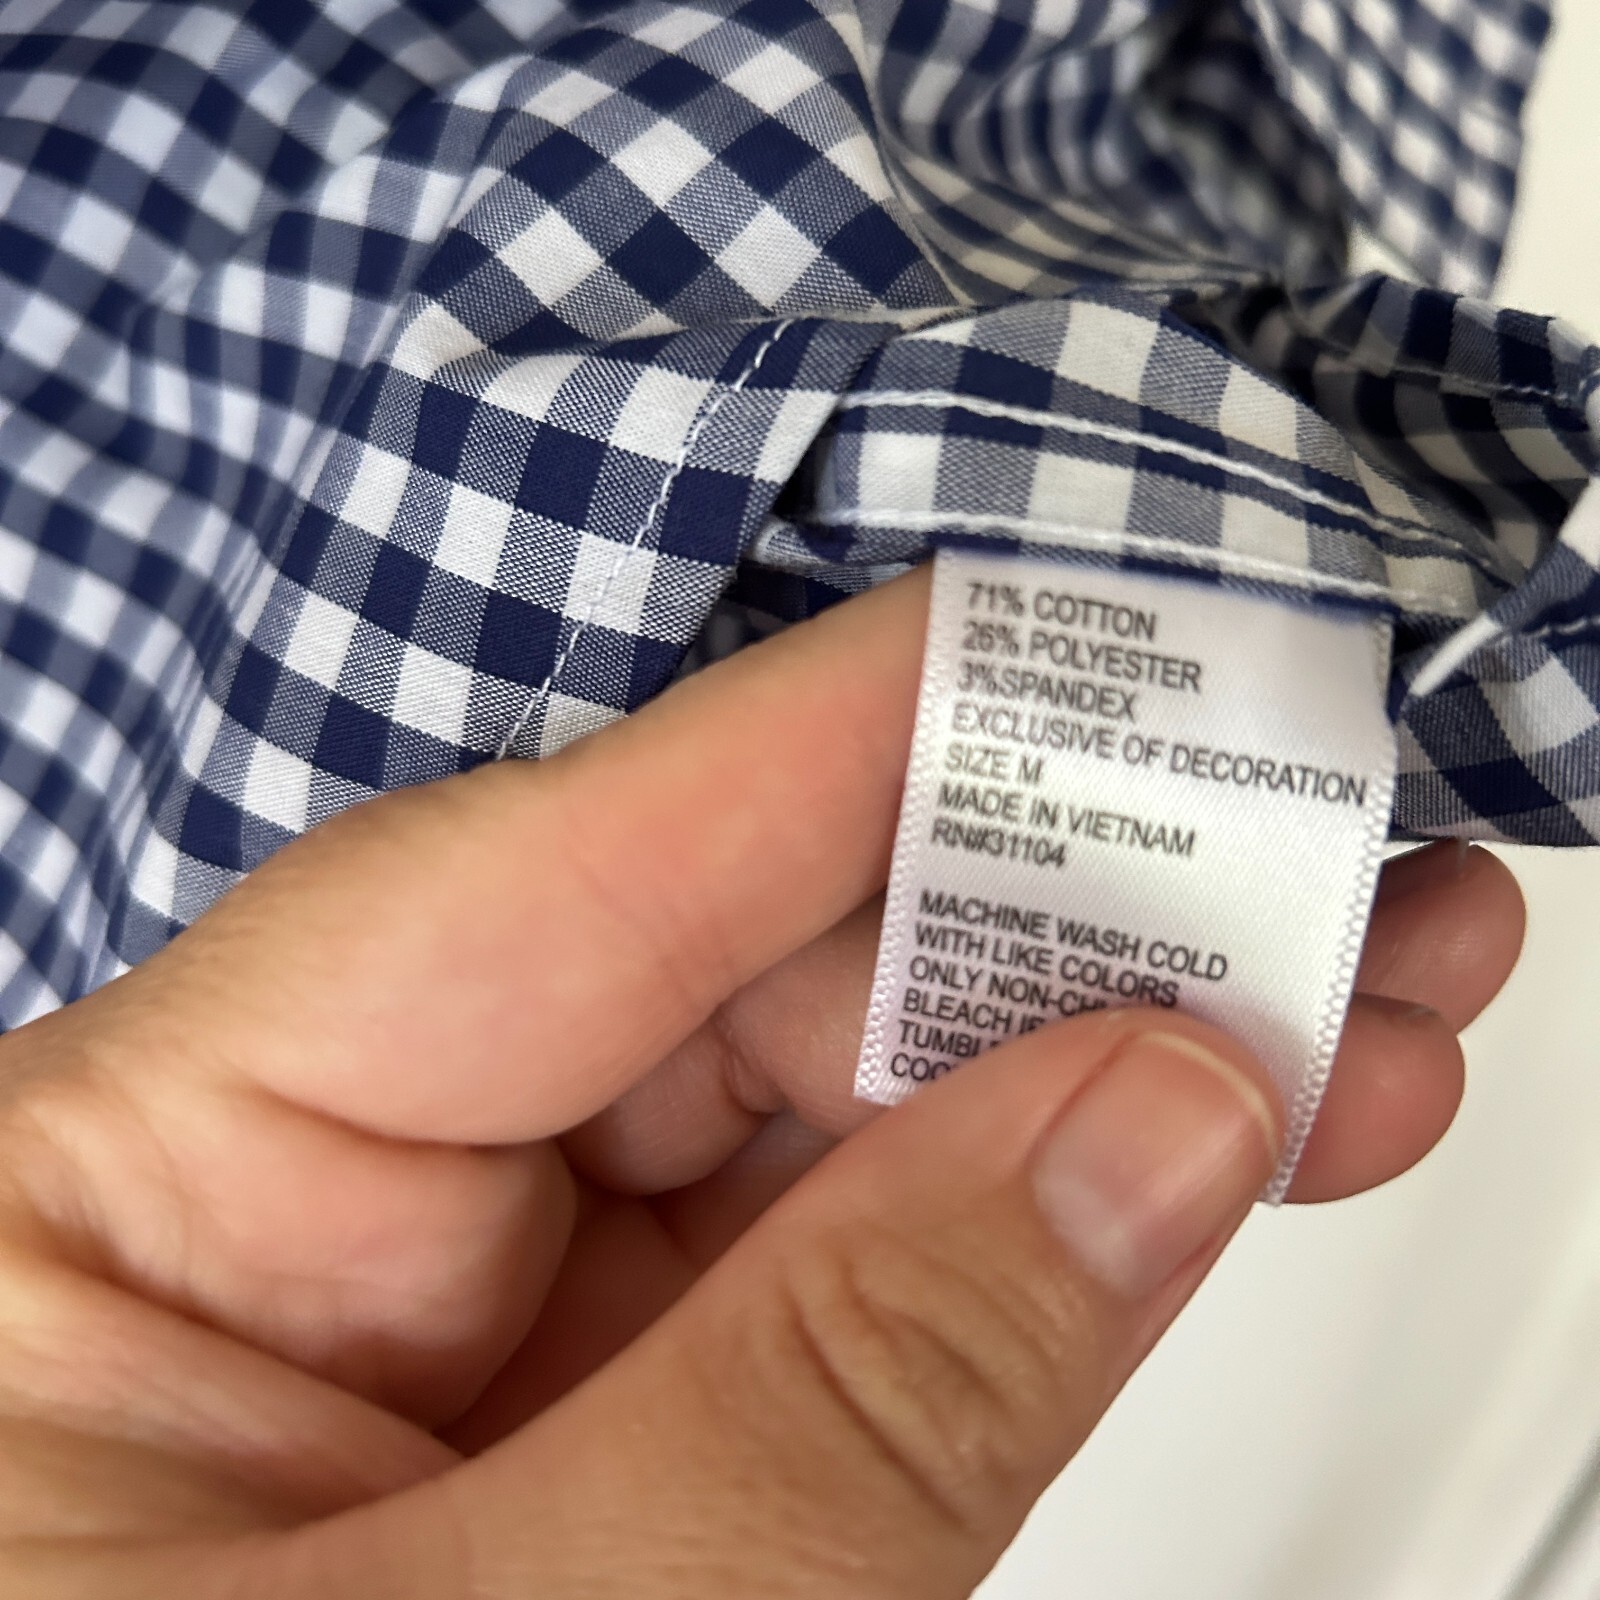 71% COTTON
26% POLYESTER
3%SPANDEX
EXCLUSIVE OF DECORATION
SIZE M
MADE IN VIETNAM
RN#31104
MACHINE WASH COLD
WITH LIKE COLORS
ONLY NON-
BLEACH